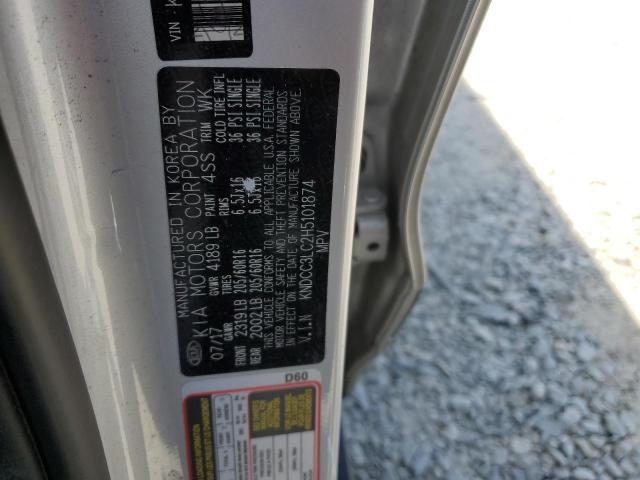 VIN K
MANUFACTURED IN KOREA BY
KIA MOTORS CORPORATION
07/17 GVWR 4189 LB PAINT 4SS TRIM WK
GAWR TIRES RIMS COLD TIRE INFL
FRONT 2319 LB 205/60R16 6.5Jx16 36 PSI SINGLE
REAR 2002 LB 205/60R16 6.5Jx16 36 PSI SINGLE
THIS VEHICLE CONFORMS TO ALL APPLICABLE U.S.A. FEDERAL
MOTOR VEHICLE SAFETY AND THEFT PREVENTION STANDARDS
IN EFFECT ON THE DATE OF MANUFACTURE SHOWN ABOVE.
V.I.N KNDCC3LC2H5101874
MPV
D60